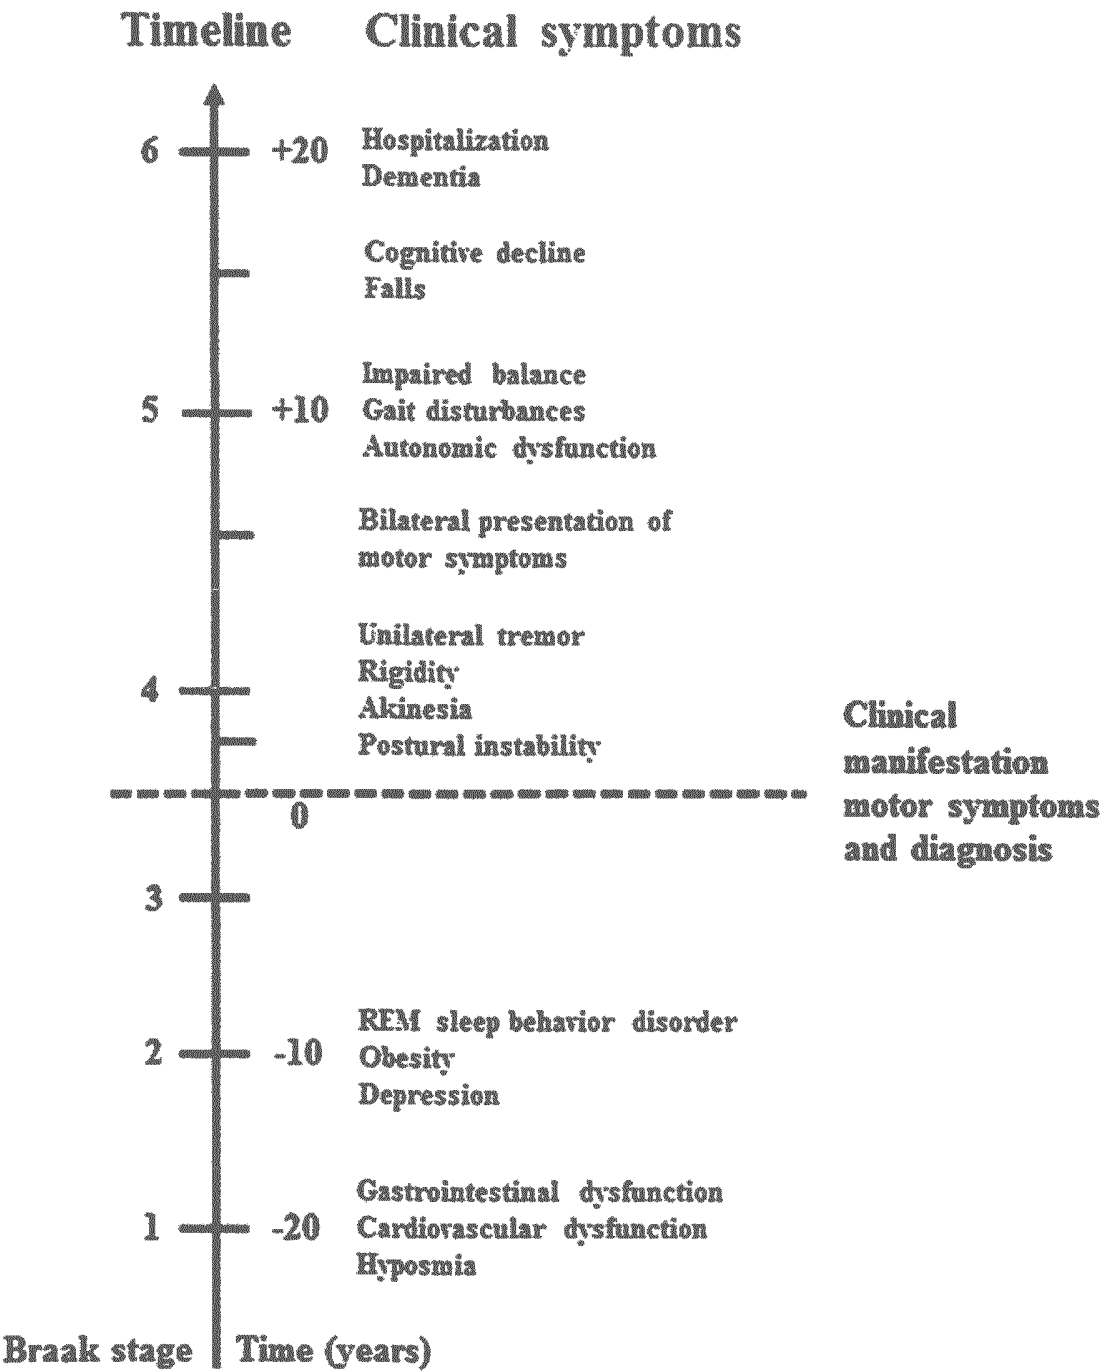 Timeline Clinical symptoms
6 +20 Hospitalization
Dementia
Cognitive decline
Falls
Impaired balance
5 +10 Gait disturbances
Autonomic dysfunction
Bilateral presentation of
motor symptoms
Unilateral tremor
Rigidity
4 Akinesia
Postural instability
Clinical
manifestation
motor symptoms
and diagnosis
0
3
REM sleep behavior disorder
2 -10 Obesity
Depression
Gastrointestinal dysfunction
1 -20 Cardiovascular dysfunction
Hyposmia
Braak stage Time (years)